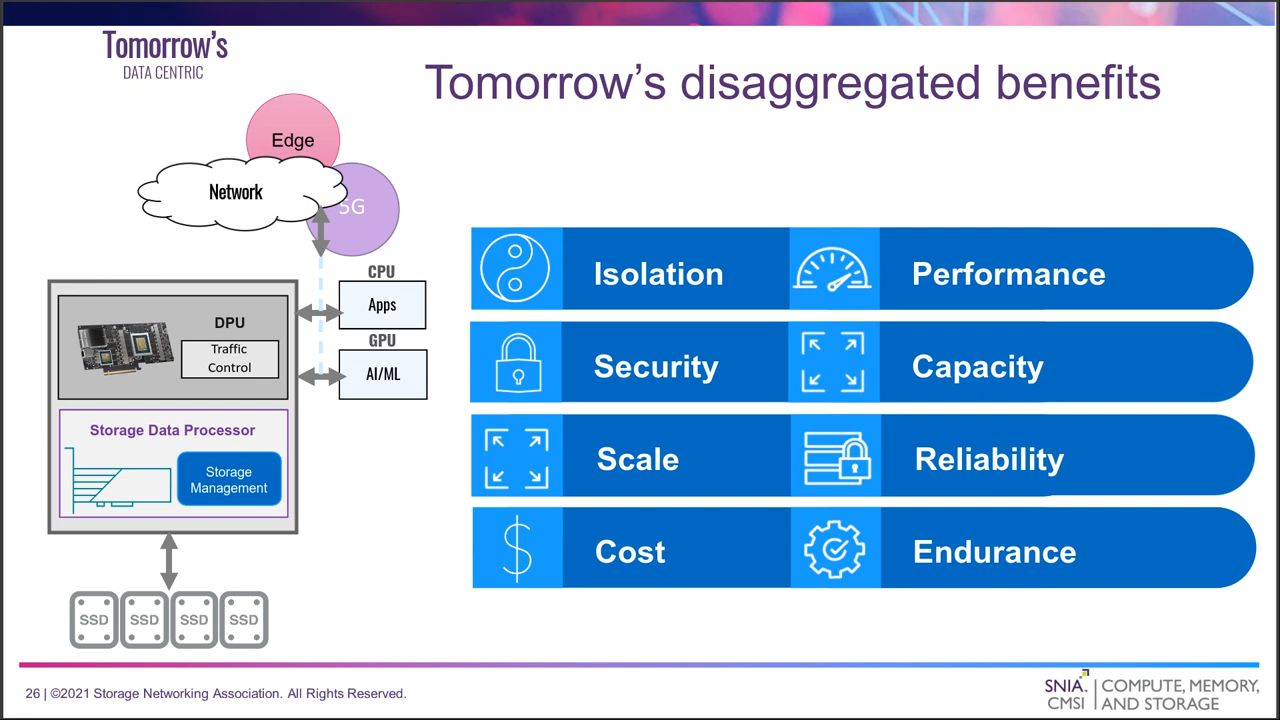 Tomorrow's
DATA CENTRIC
Tomorrow's disaggregated benefits
Edge
Network
5G
CPU
Apps
GPU
AI/ML
DPU
Traffic
Control
Storage Data Processor
Storage
Management
SSD SSD SSD SSD
Isolation
Performance
Security
Capacity
Scale
Reliability
Cost
Endurance
26 | ©2021 Storage Networking Association. All Rights Reserved.
SNIA.
CMSI
COMPUTE, MEMORY,
AND STORAGE